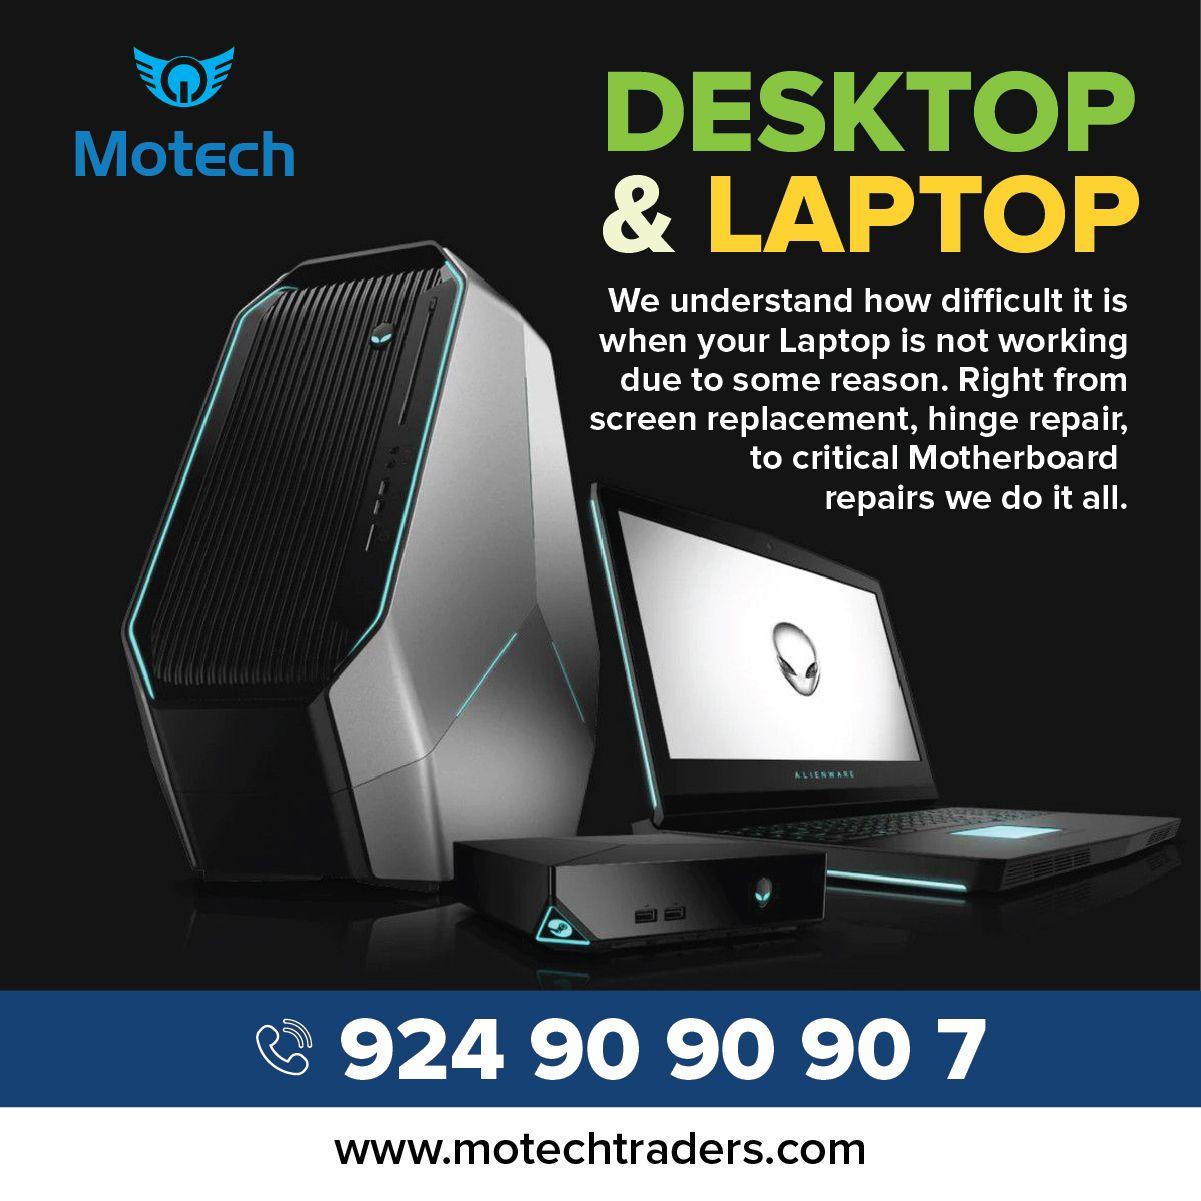 Motech
DESKTOP
& LAPTOP
We understand how difficult it is
when your Laptop is not working
due to some reason. Right from
screen replacement, hinge repair,
to critical Motherboard
repairs we do it all.
ALIENWARE
924 90 90 90 7
www.motechtraders.com